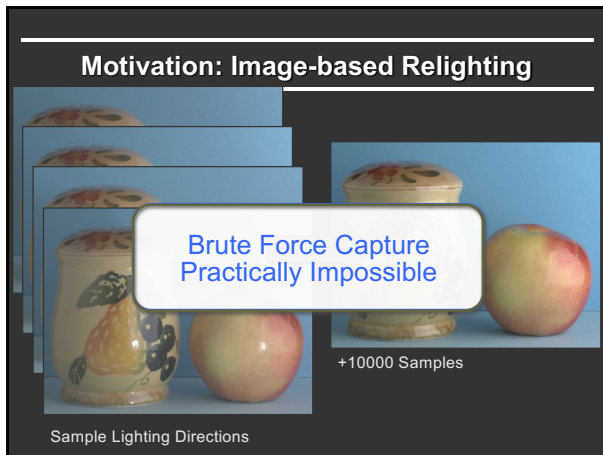 Motivation: Image-based Relighting
Brute Force Capture
Practically Impossible
+10000 Samples
Sample Lighting Directions